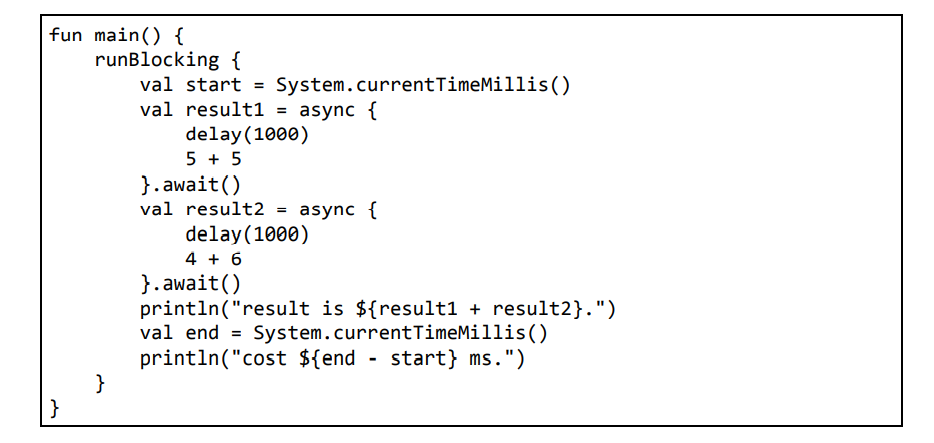 fun main() {
    runBlocking {
        val start = System.currentTimeMillis()
        val result1 = async {
            delay(1000)
            5 + 5
        }.await()
        val result2 = async {
            delay(1000)
            4 + 6
        }.await()
        println("result is ${result1 + result2}.")
        val end = System.currentTimeMillis()
        println("cost ${end - start} ms.")
    }
}